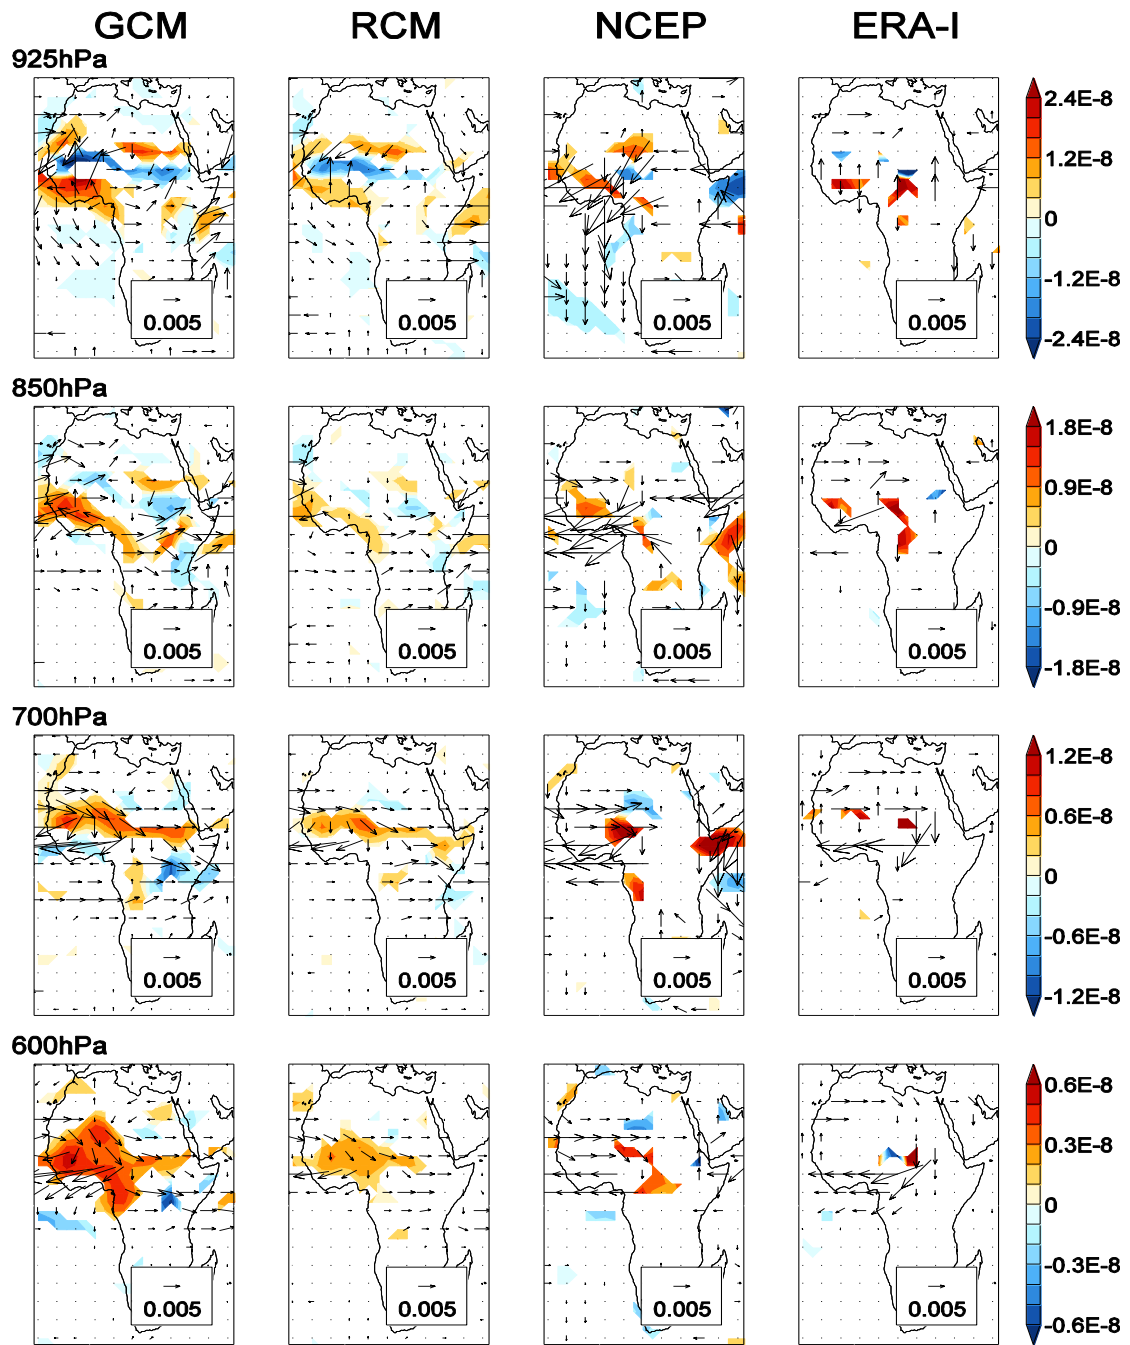 GCM RCM NCEP ERA-I
925hPa
2.4E-8
1.2E-8
0
-1.2E-8
-2.4E-8
0.005 0.005 0.005 0.005
850hPa
1.8E-8
0.9E-8
0
-0.9E-8
-1.8E-8
0.005 0.005 0.005 0.005
700hPa
1.2E-8
0.6E-8
0
-0.6E-8
-1.2E-8
0.005 0.005 0.005 0.005
600hPa
0.6E-8
0.3E-8
0
-0.3E-8
-0.6E-8
0.005 0.005 0.005 0.005